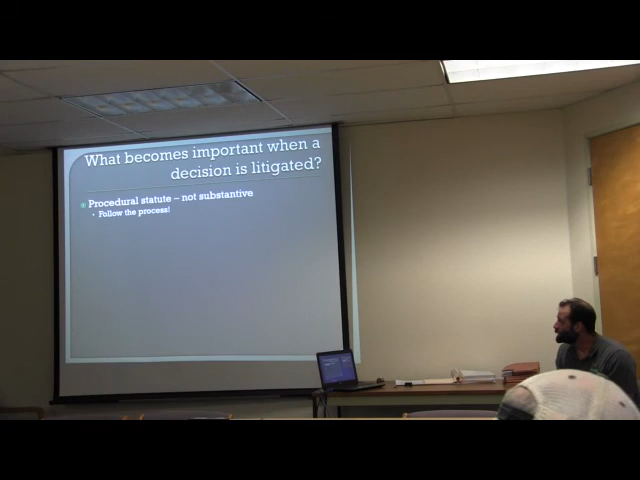 What becomes important when a
decision is litigated?
Procedural statute – not substantive
Follow the process!